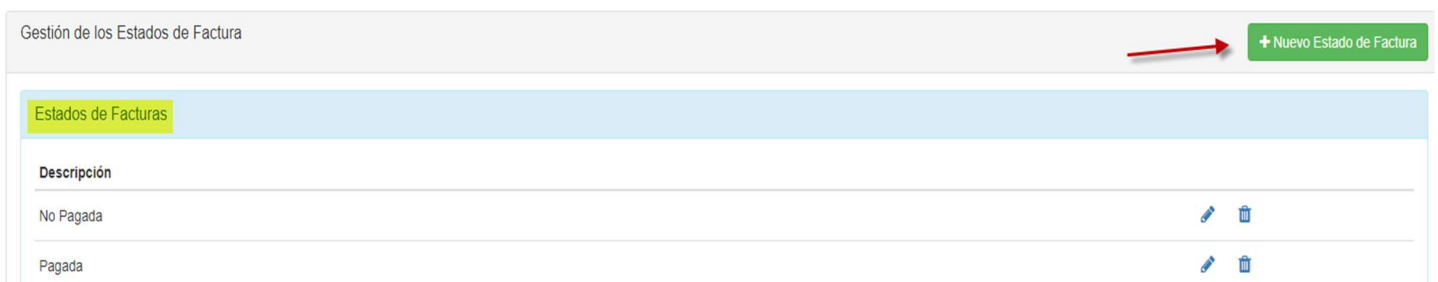 Gestión de los Estados de Factura
+ Nuevo Estado de Factura
Estados de Facturas
Descripción
No Pagada
Pagada